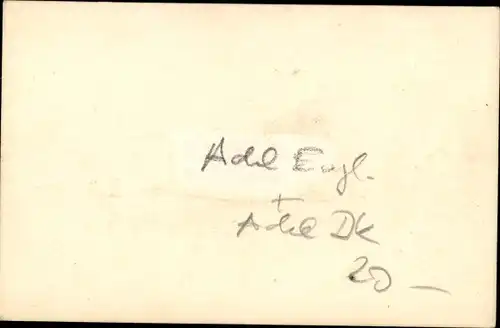 Adel Engl.
+
Adel DK
20 —